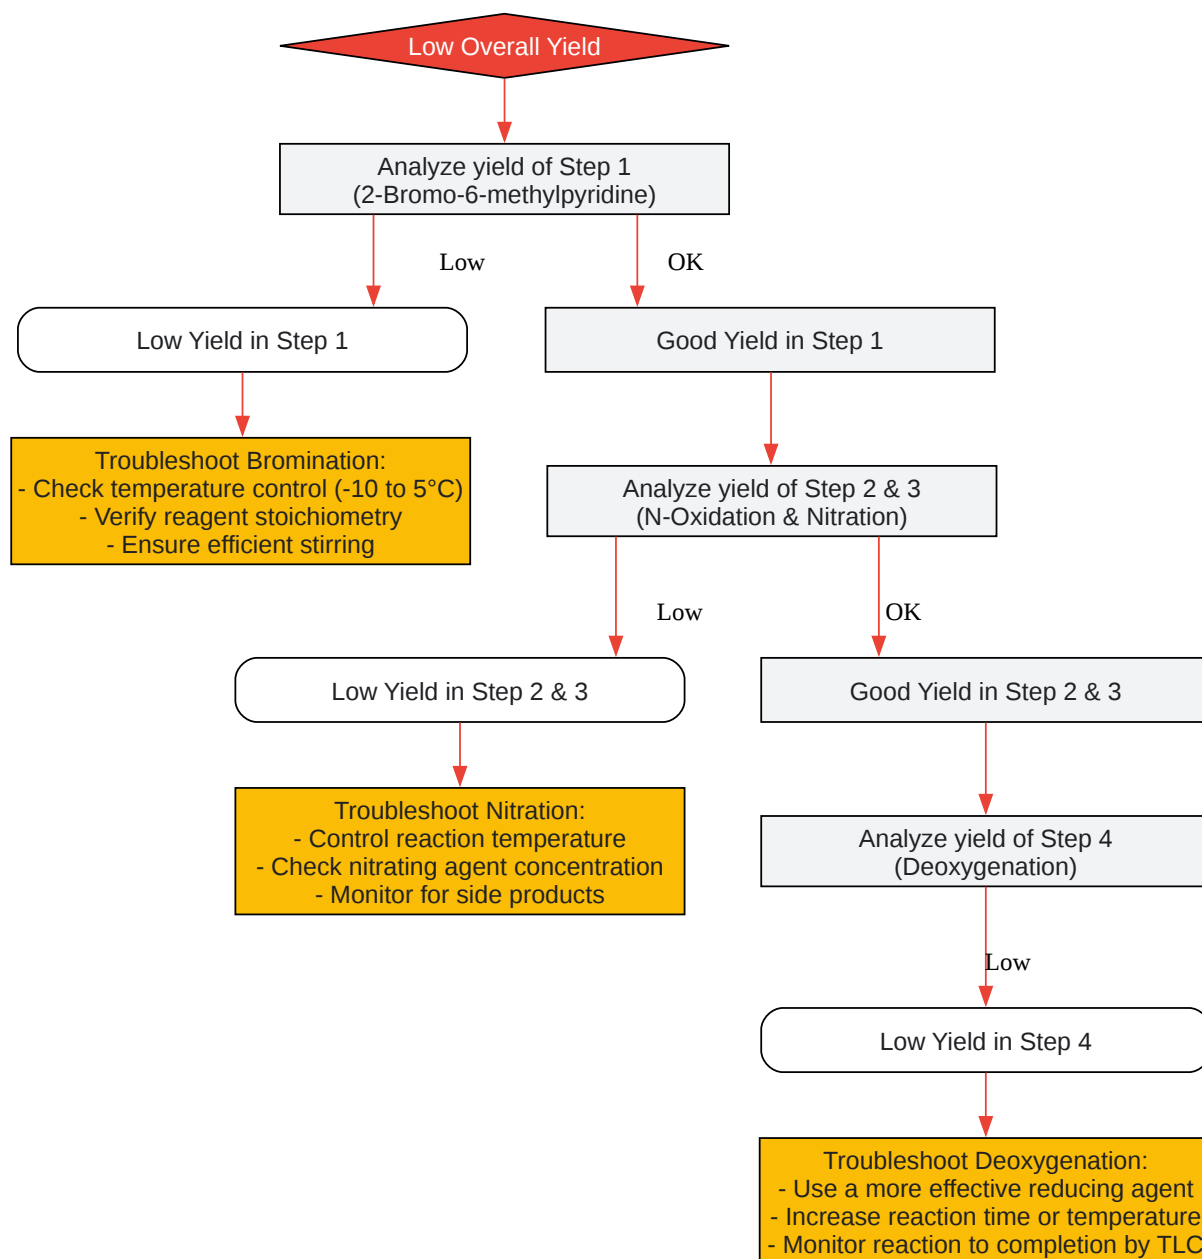 Low Overall Yield
Analyze yield of Step 1
(2-Bromo-6-methylpyridine)
Low
OK
Low Yield in Step 1
Good Yield in Step 1
Troubleshoot Bromination:
- Check temperature control (-10 to 5°C)
- Verify reagent stoichiometry
- Ensure efficient stirring
Analyze yield of Step 2 & 3
(N-Oxidation & Nitration)
Low
OK
Low Yield in Step 2 & 3
Good Yield in Step 2 & 3
Troubleshoot Nitration:
- Control reaction temperature
- Check nitrating agent concentration
- Monitor for side products
Analyze yield of Step 4
(Deoxygenation)
Low
Low Yield in Step 4
Troubleshoot Deoxygenation:
- Use a more effective reducing agent
- Increase reaction time or temperature
- Monitor reaction to completion by TLC